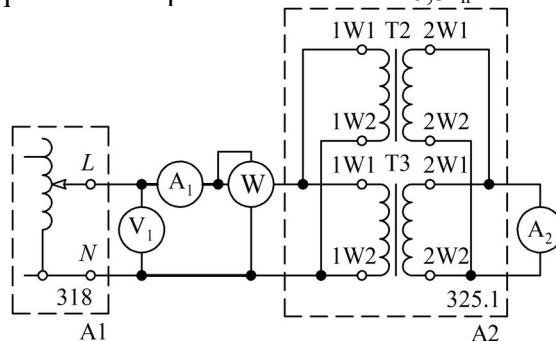 1W1 T2 2W1
1W2 2W2
L A₁ W 1W1 T3 2W1
V₁ A₂
N 1W2 2W2
318 325.1
A1 A2